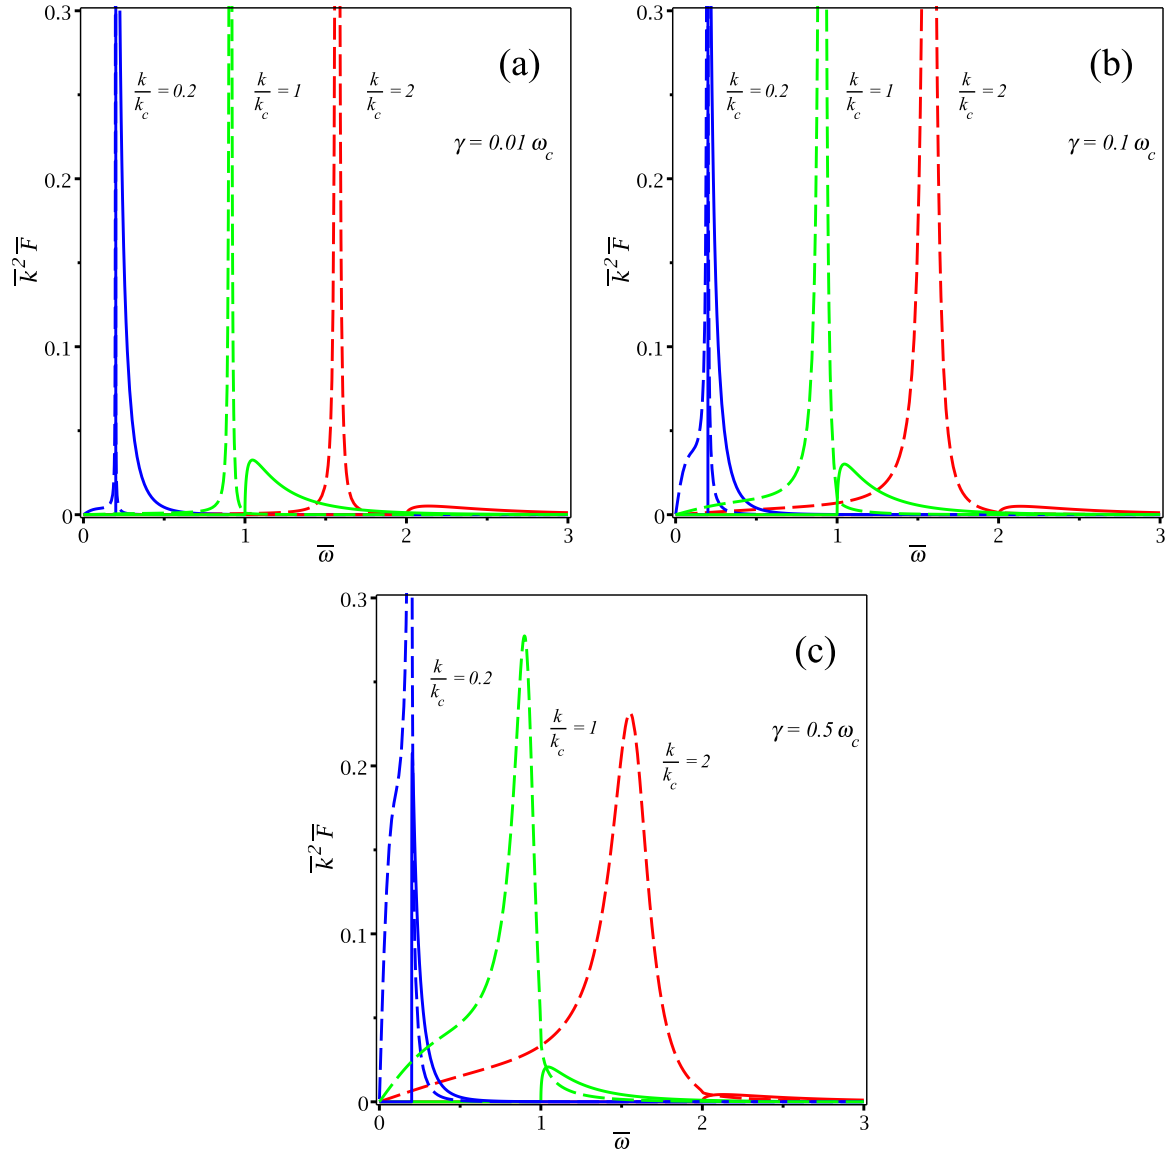 (a)
k/k_c = 0.2
k/k_c = 1
k/k_c = 2
γ = 0.01 ω_c
0.3
0.2
0.1
0
k̅² F̅
0 1 2 3
ω̅
(b)
k/k_c = 0.2
k/k_c = 1
k/k_c = 2
γ = 0.1 ω_c
0.3
0.2
0.1
0
k̅² F̅
0 1 2 3
ω̅
(c)
k/k_c = 0.2
k/k_c = 1
k/k_c = 2
γ = 0.5 ω_c
0.3
0.2
0.1
0
k̅² F̅
0 1 2 3
ω̅